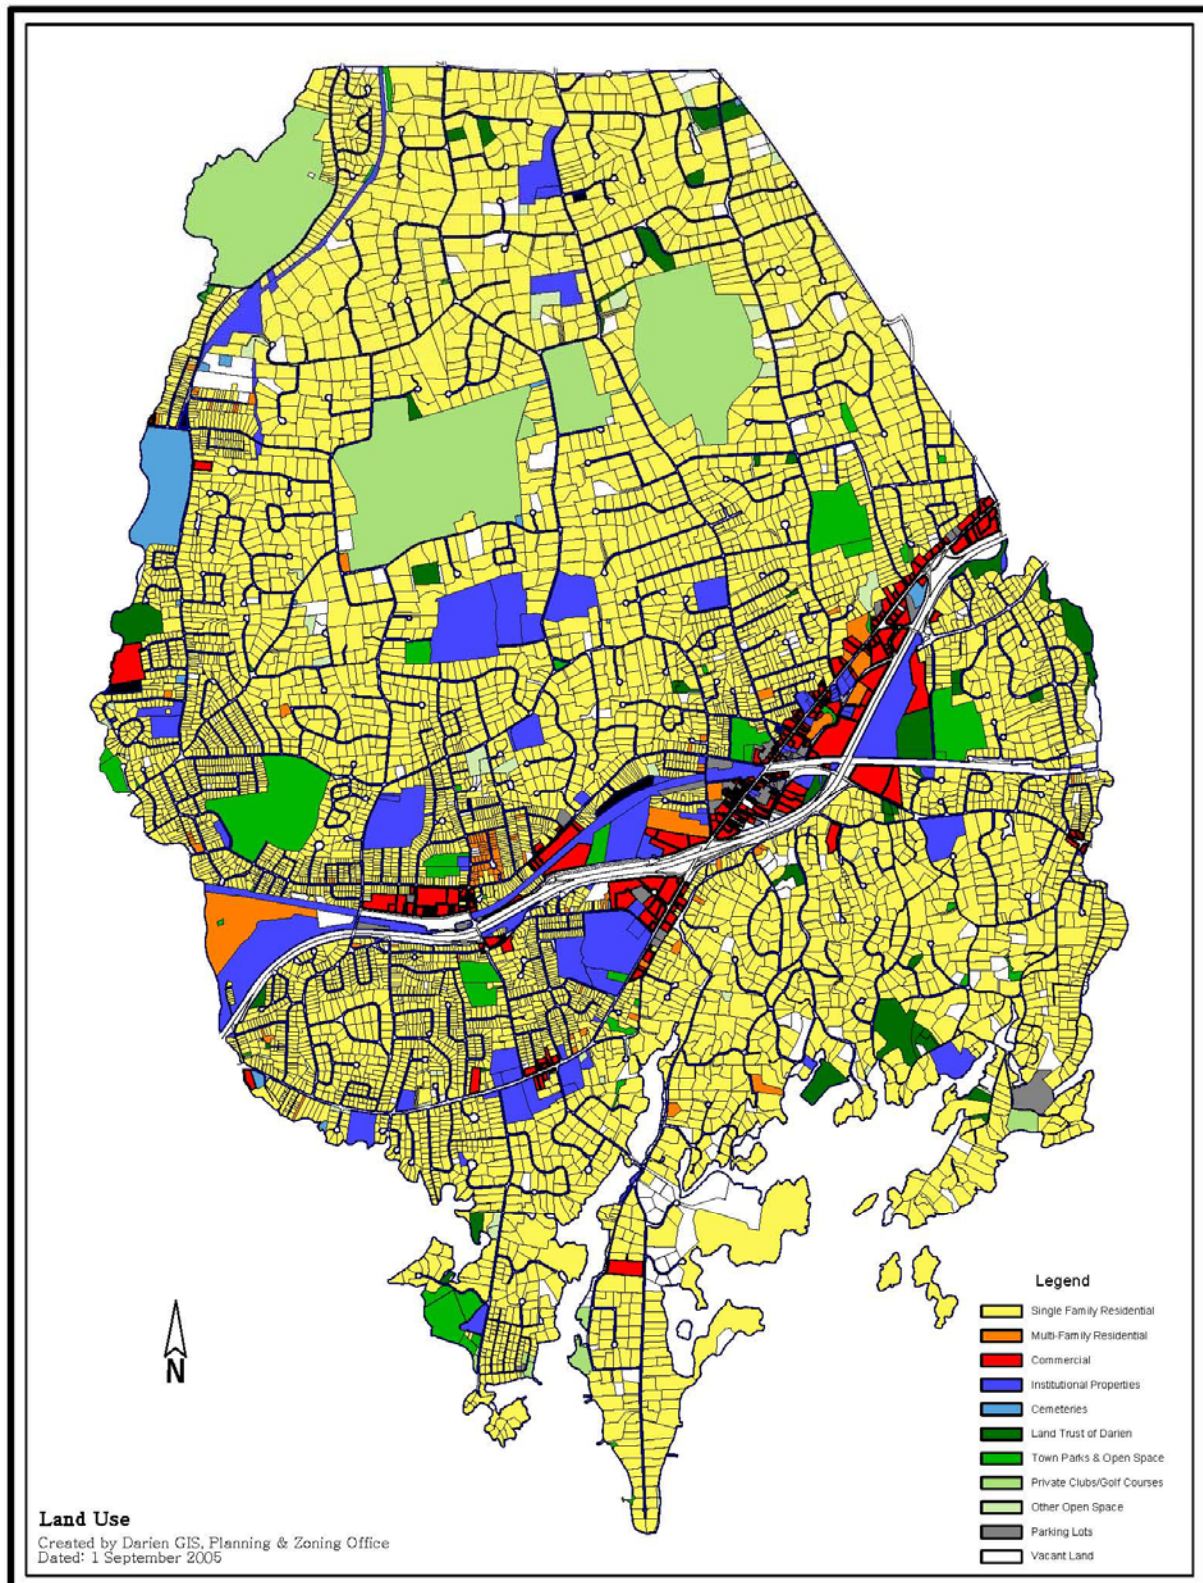 Legend
Single Family Residential
Multi-Family Residential
Commercial
Institutional Properties
Cemeteries
Land Trust of Darien
Town Parks & Open Space
Private Clubs/Golf Courses
Other Open Space
Parking Lots
Vacant Land
N
Land Use
Created by Darien GIS, Planning & Zoning Office
Dated: 1 September 2005